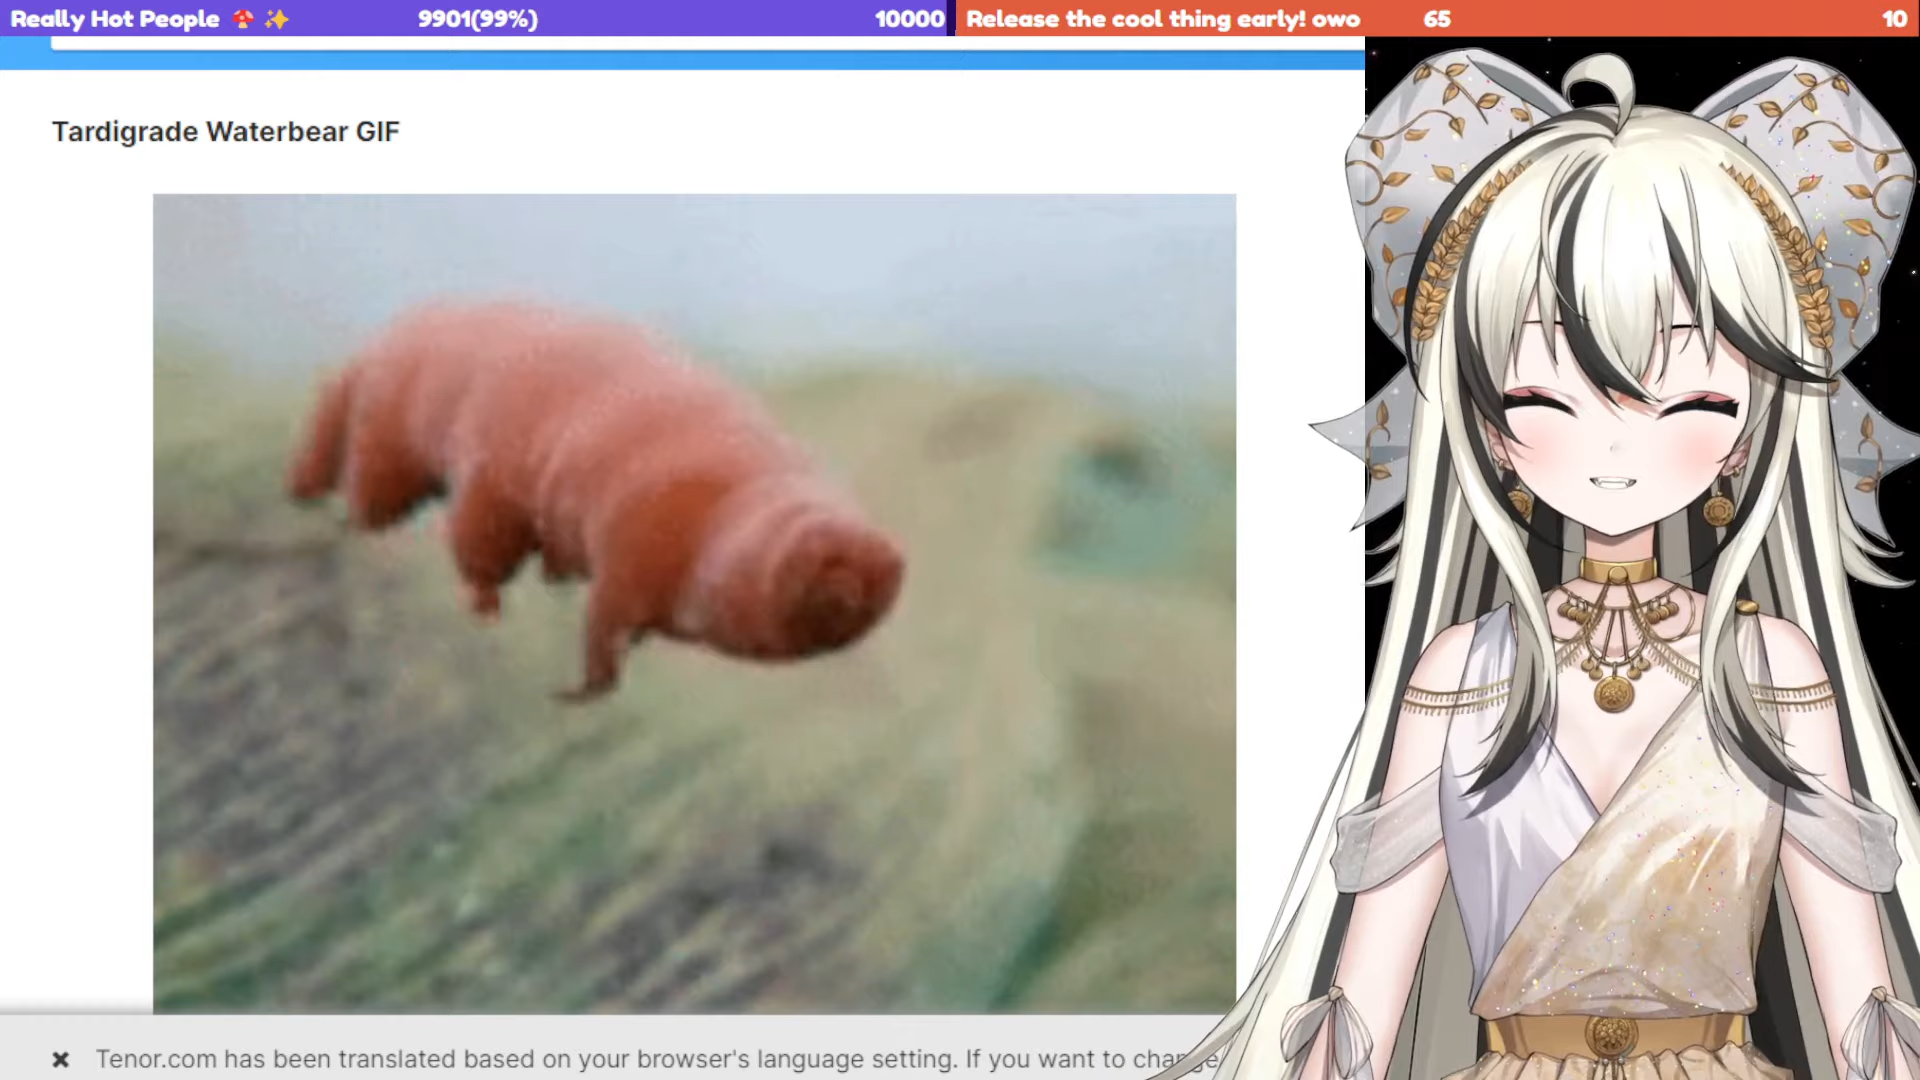 Really Hot People 🍄 ✨ 9901(99%) 10000
Release the cool thing early! owo 65 10
Tardigrade Waterbear GIF
× Tenor.com has been translated based on your browser's language setting. If you want to change